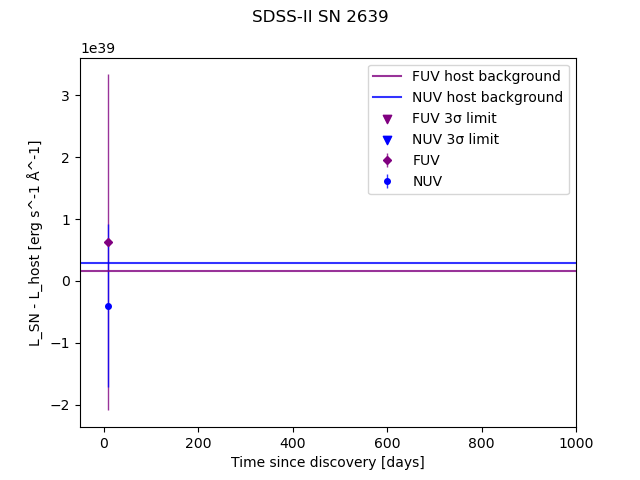 SDSS-II SN 2639
1e39
FUV host background
NUV host background
FUV 3σ limit
NUV 3σ limit
FUV
NUV
3
2
1
0
−1
−2
L_SN - L_host [erg s^-1 Å^-1]
0 200 400 600 800 1000
Time since discovery [days]